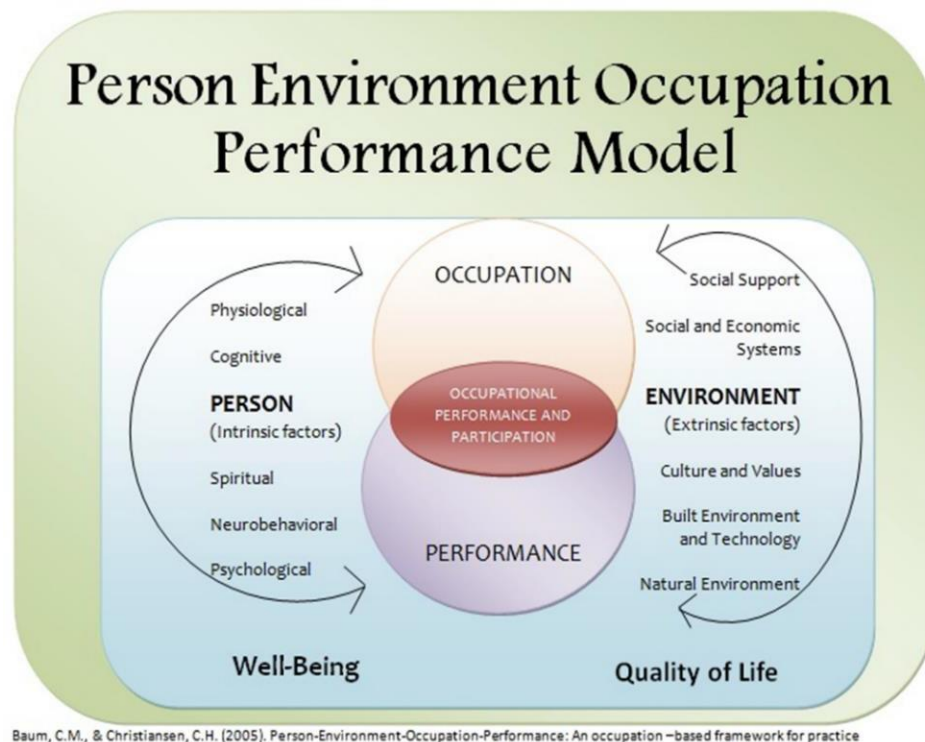 Person Environment Occupation
Performance Model
OCCUPATION
Physiological
Cognitive
PERSON
(Intrinsic factors)
Spiritual
Neurobehavioral
Psychological
OCCUPATIONAL
PERFORMANCE AND
PARTICIPATION
PERFORMANCE
Social Support
Social and Economic
Systems
ENVIRONMENT
(Extrinsic factors)
Culture and Values
Built Environment
and Technology
Natural Environment
Well-Being
Quality of Life
Baum, C.M., & Christiansen, C.H. (2005). Person-Environment-Occupation-Performance: An occupation –based framework for practice